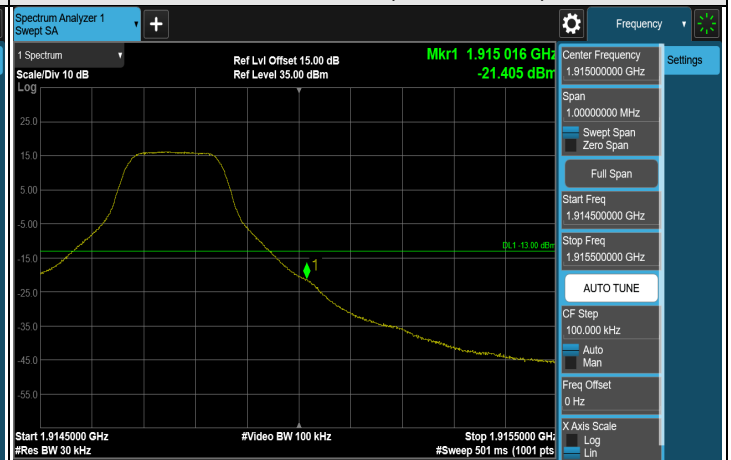 Spectrum Analyzer 1
Swept SA
+
Frequency
1 Spectrum
Scale/Div 10 dB
Log
Ref Lvl Offset 15.00 dB
Ref Level 35.00 dBm
Mkr1 1.915 016 GHz
-21.405 dBm
25.0
15.0
5.00
-5.00
-15.0
-25.0
-35.0
-45.0
-55.0
DL1 -13.00 dBm
1
Start 1.9145000 GHz
#Res BW 30 kHz
#Video BW 100 kHz
Stop 1.9155000 GHz
#Sweep 501 ms (1001 pts
Center Frequency
1.915000000 GHz
Settings
Span
1.00000000 MHz
Swept Span
Zero Span
Full Span
Start Freq
1.914500000 GHz
Stop Freq
1.915500000 GHz
AUTO TUNE
CF Step
100.000 kHz
Auto
Man
Freq Offset
0 Hz
X Axis Scale
Log
Lin